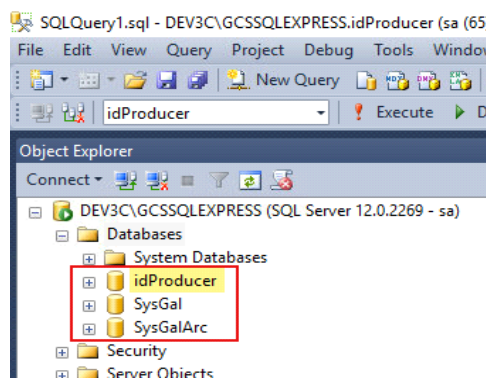 SQLQuery1.sql - DEV3C\GCSSQLEXPRESS.idProducer (sa (65
File Edit View Query Project Debug Tools Window
New Query
idProducer Execute D
Object Explorer
Connect
DEV3C\GCSSQLEXPRESS (SQL Server 12.0.2269 - sa)
Databases
System Databases
idProducer
SysGal
SysGalArc
Security
Server Objects